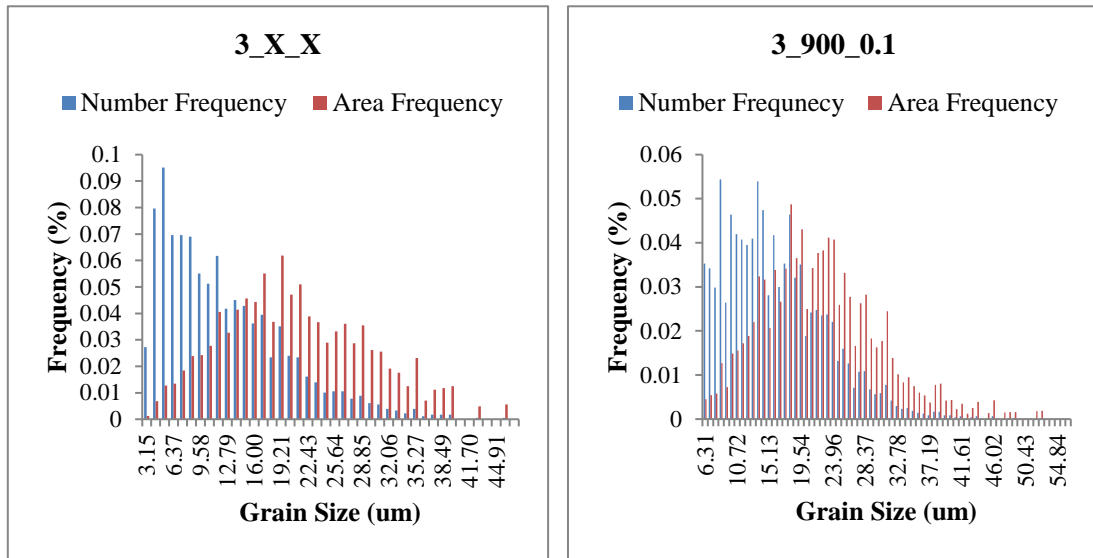 3_X_X
Number Frequency Area Frequency
Frequency (%)
0.1
0.09
0.08
0.07
0.06
0.05
0.04
0.03
0.02
0.01
0
3.15 6.37 9.58 12.79 16.00 19.21 22.43 25.64 28.85 32.06 35.27 38.49 41.70 44.91
Grain Size (um)
3_900_0.1
Number Frequnecy Area Frequency
Frequency (%)
0.06
0.05
0.04
0.03
0.02
0.01
0
6.31 10.72 15.13 19.54 23.96 28.37 32.78 37.19 41.61 46.02 50.43 54.84
Grain Size (um)